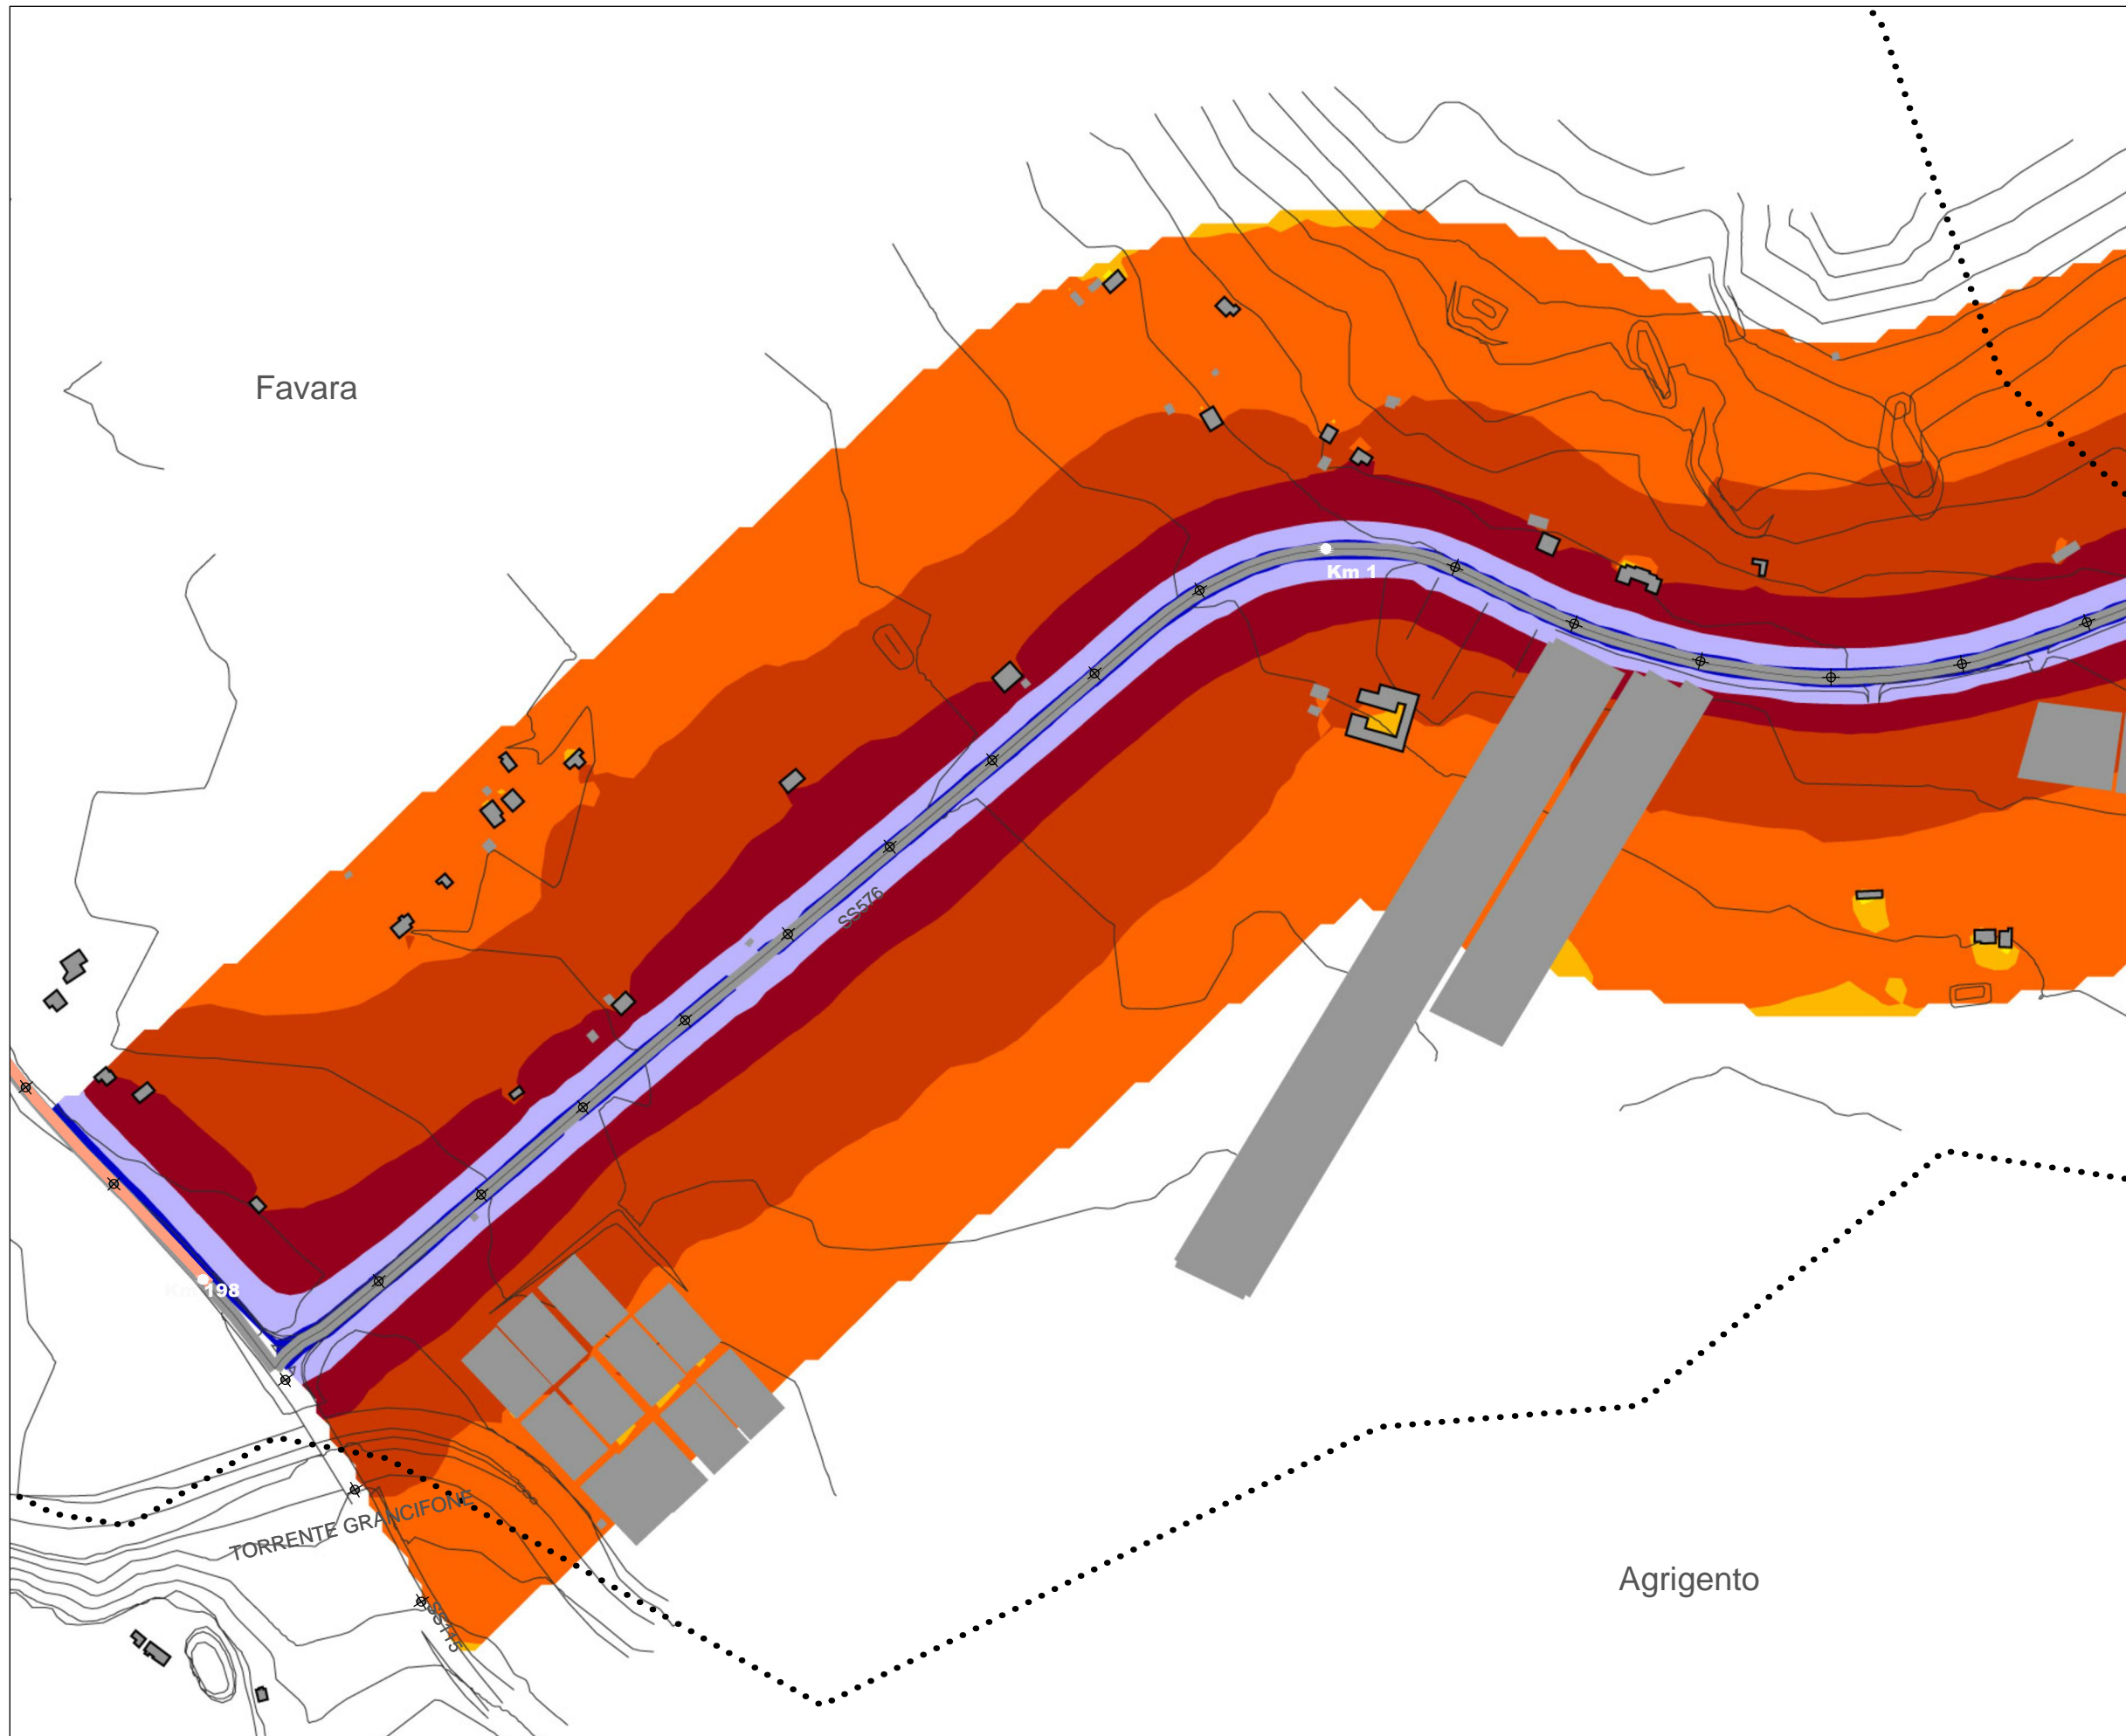 Favara
Km 1
SS576
Km 198
TORRENTE GRANCIFONE
Agrigento
SS115